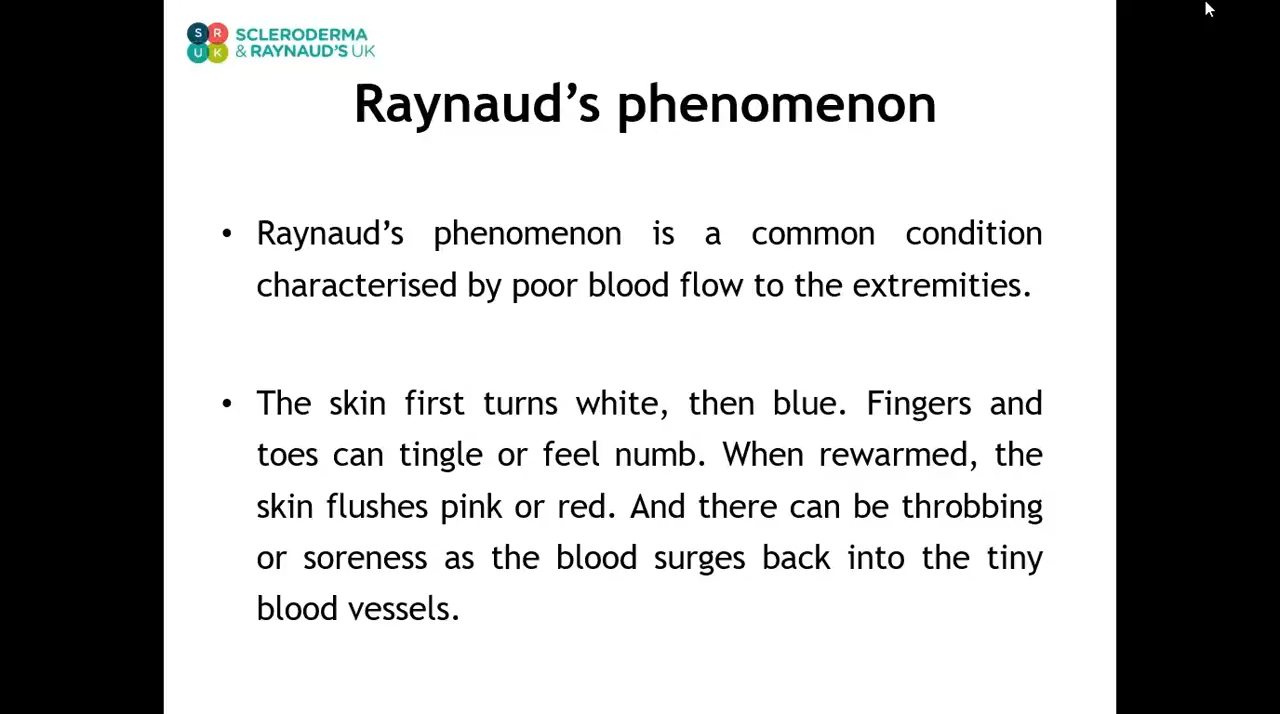 S R
U K
SCLERODERMA
& RAYNAUD'S UK
Raynaud’s phenomenon
• Raynaud’s phenomenon is a common condition
characterised by poor blood flow to the extremities.
• The skin first turns white, then blue. Fingers and
toes can tingle or feel numb. When rewarmed, the
skin flushes pink or red. And there can be throbbing
or soreness as the blood surges back into the tiny
blood vessels.